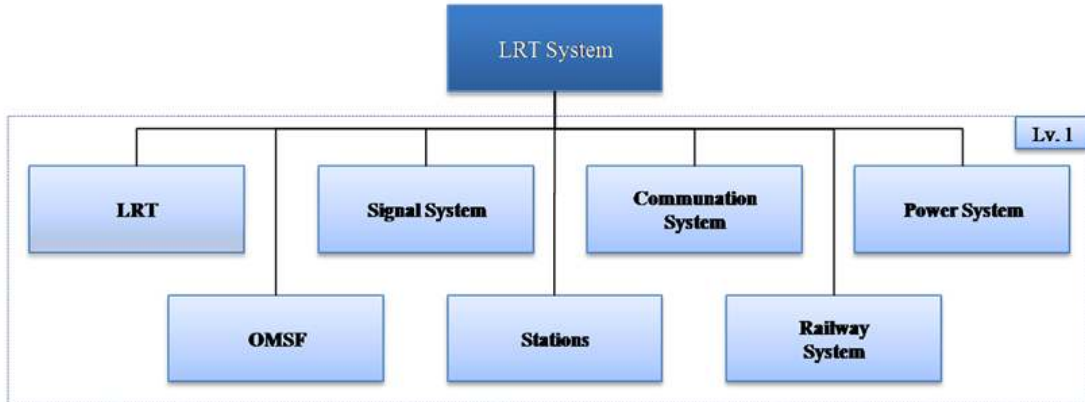 LRT System
Lv. 1
LRT
Signal System
Communation
System
Power System
OMSF
Stations
Railway
System